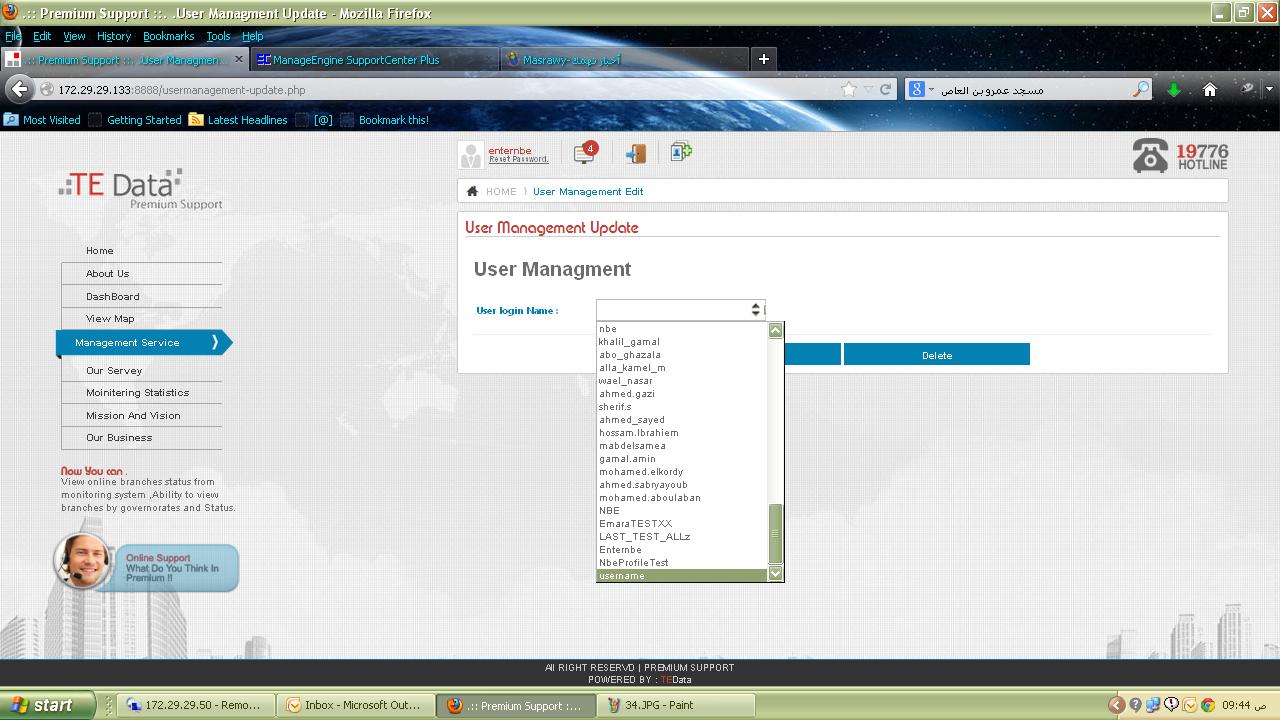 .:: Premium Support ::. .User Managment Update - Mozilla Firefox
File Edit View History Bookmarks Tools Help
.:: Premium Support ::. .User Managmen...
ManageEngine SupportCenter Plus
172.29.29.133
مسجد عمرو بن العاص
Most Visited Getting Started Latest Headlines [@] Bookmark this!
enternbe
Reset Password.
4
19776
HOTLINE
TE Data
Premium Support
HOME ) User Management Edit
User Management Update
User Managment
User login Name :
nbe
khalil_gamal
abo_ghazala
alla_kamel_m
wael_nasar
ahmed.gazi
sherif.s
ahmed_sayed
hossam.Ibrahiem
mabdelsamea
gamal.amin
mohamed.elkordy
ahmed.sabryayoub
mohamed.aboulaban
NBE
EmaraTESTXX
LAST_TEST_ALLz
Enternbe
NbeProfileTest
username
Delete
Home
About Us
DashBoard
View Map
Management Service
Our Servey
Moinitering Statistics
Mission And Vision
Our Business
Now You can .
View online branches status from
monitoring system ,Ability to view
branches by governorates and Status.
Online Support
What Do You Think In
Premium !!
All RIGHT RESERVD | PREMIUM SUPPORT
POWERED BY : TEData
start
172.29.29.50 - Remo...
Inbox - Microsoft Out...
.:: Premium Support :...
34.JPG - Paint
09:44 ص